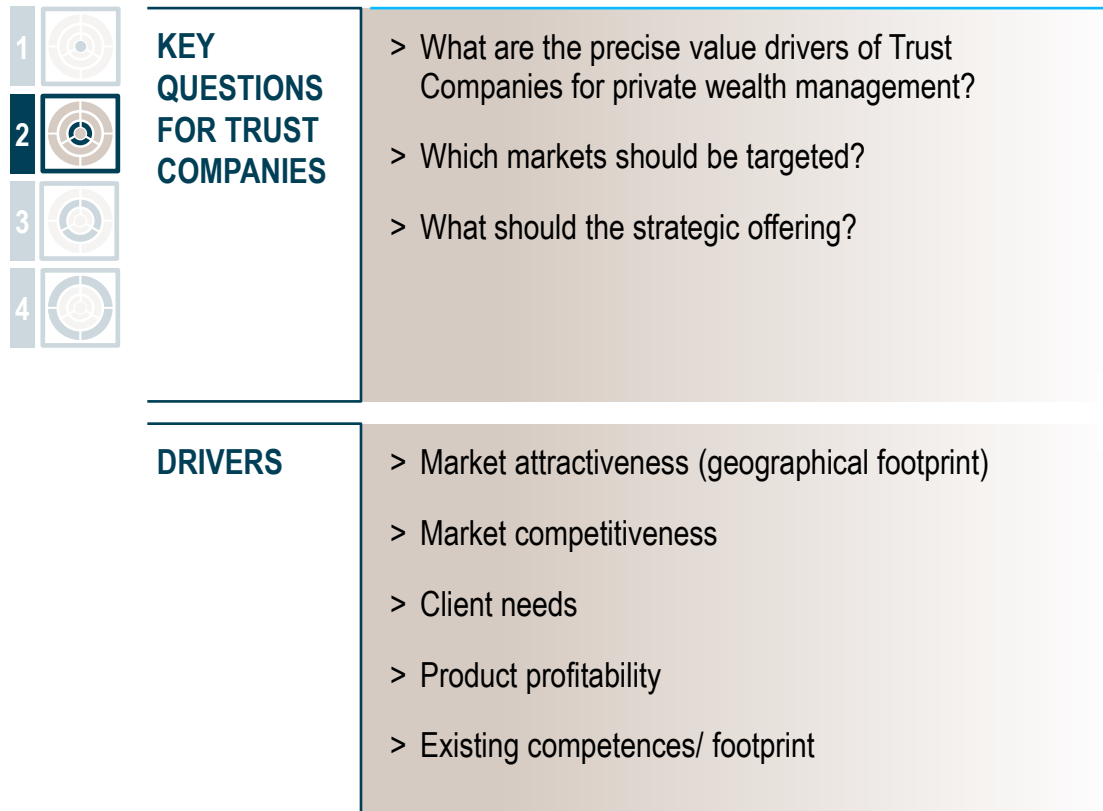 1
2
3
4
KEY
QUESTIONS
FOR TRUST
COMPANIES
> What are the precise value drivers of Trust
Companies for private wealth management?
> Which markets should be targeted?
> What should the strategic offering?
DRIVERS
> Market attractiveness (geographical footprint)
> Market competitiveness
> Client needs
> Product profitability
> Existing competences/ footprint